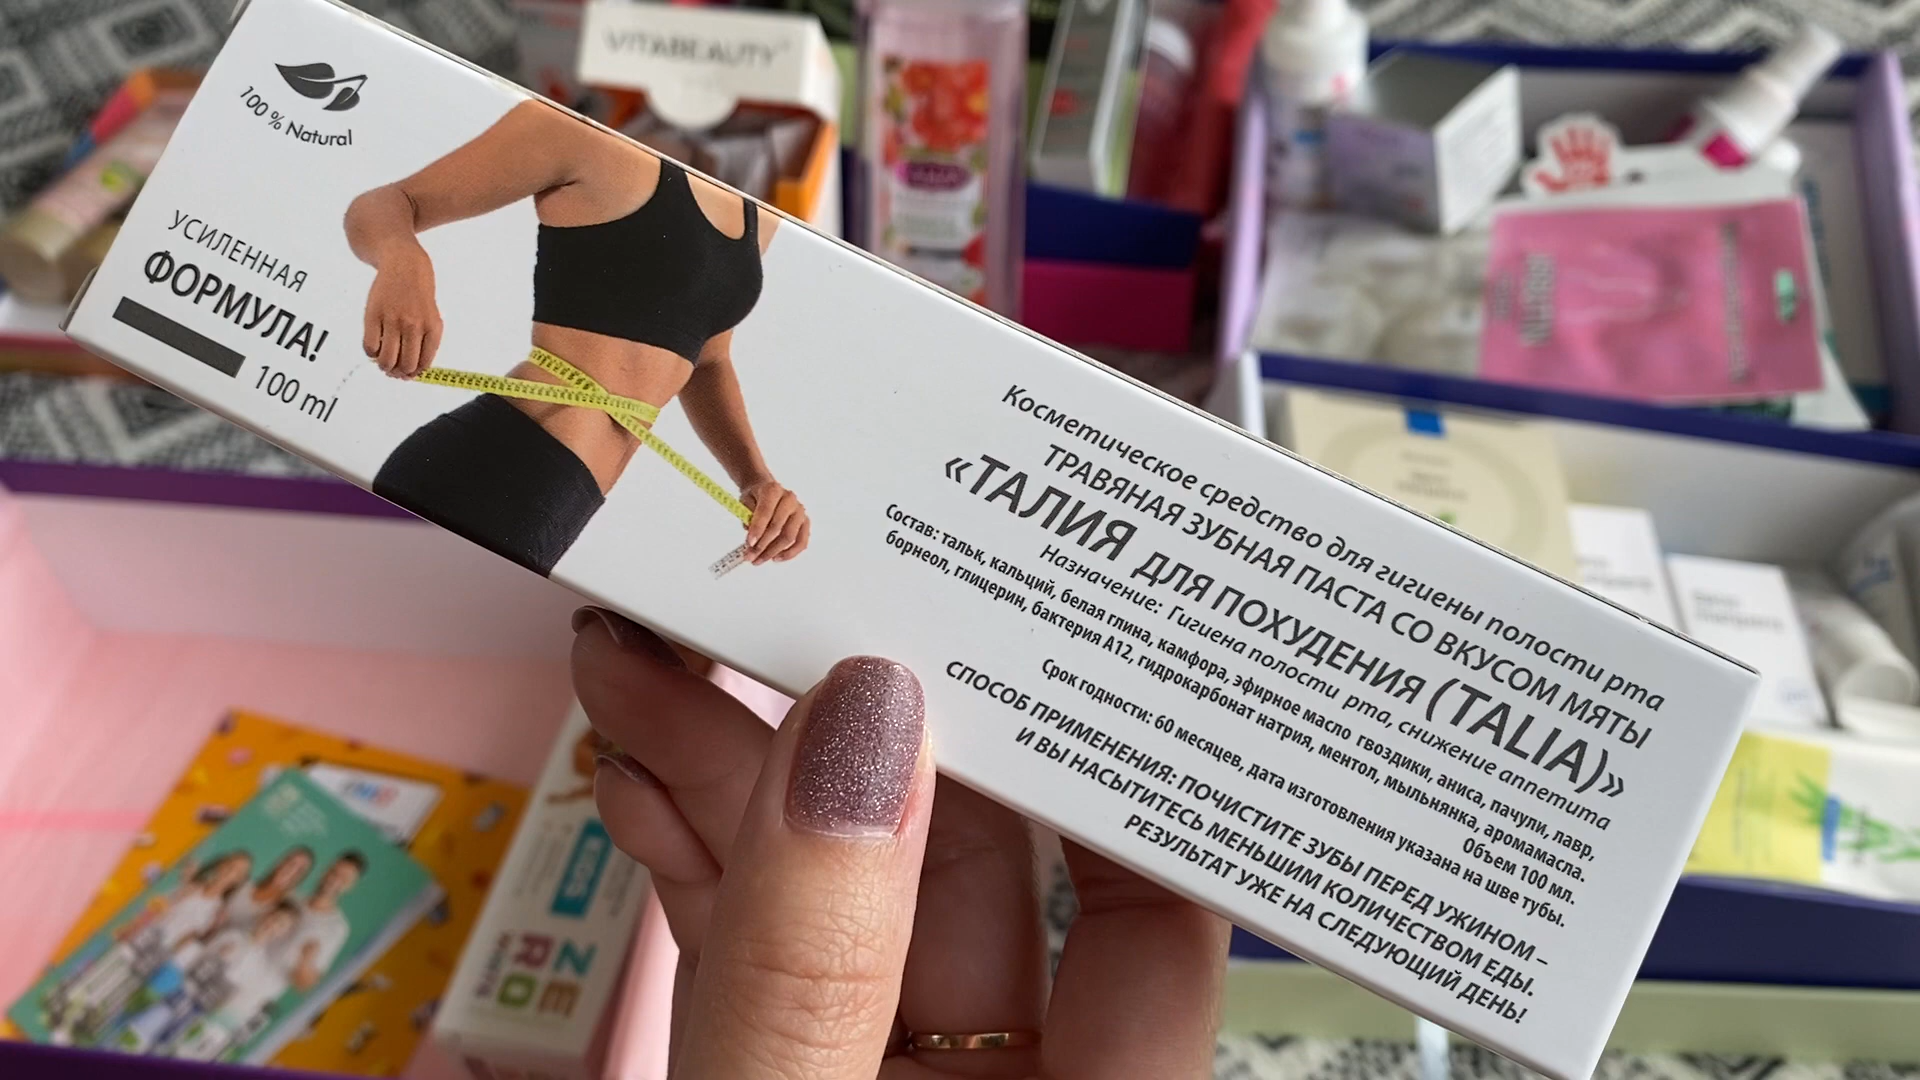 100 % Natural
УСИЛЕННАЯ
ФОРМУЛА!
100 ml
Косметическое средство для гигиены полости рта
ТРАВЯНАЯ ЗУБНАЯ ПАСТА СО ВКУСОМ МЯТЫ
«ТАЛИЯ ДЛЯ ПОХУДЕНИЯ (TALIA)»
Назначение: Гигиена полости рта, снижение аппетита
Состав: тальк, кальций, белая глина, камфора, эфирное масло гвоздики, аниса, пачули, лавр,
борнеол, глицерин, бактерия А12, гидрокарбонат натрия, ментол, мыльнянка, аромамасла.
Объем 100 мл.
Срок годности: 60 месяцев, дата изготовления указана на шве тубы.
СПОСОБ ПРИМЕНЕНИЯ: ПОЧИСТИТЕ ЗУБЫ ПЕРЕД УЖИНОМ –
И ВЫ НАСЫТИТЕСЬ МЕНЬШИМ КОЛИЧЕСТВОМ ЕДЫ.
РЕЗУЛЬТАТ УЖЕ НА СЛЕДУЮЩИЙ ДЕНЬ!
VITABEAUTY
KIDS
ZE
RO